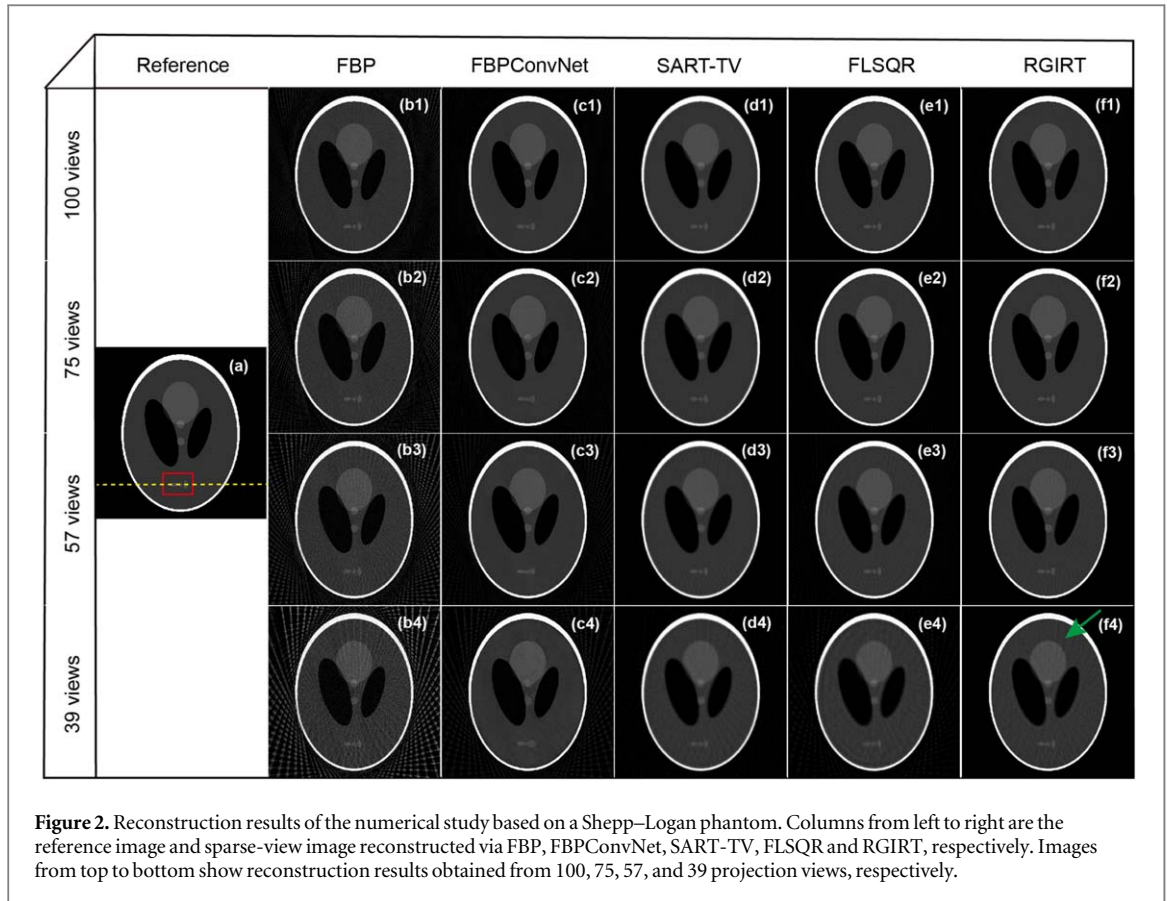 Reference FBP FBPConvNet SART-TV FLSQR RGIRT
100 views
(b1) (c1) (d1) (e1) (f1)
75 views
(b2) (c2) (d2) (e2) (f2)
(a)
57 views
(b3) (c3) (d3) (e3) (f3)
39 views
(b4) (c4) (d4) (e4) (f4)
Figure 2. Reconstruction results of the numerical study based on a Shepp–Logan phantom. Columns from left to right are the
reference image and sparse-view image reconstructed via FBP, FBPConvNet, SART-TV, FLSQR and RGIRT, respectively. Images
from top to bottom show reconstruction results obtained from 100, 75, 57, and 39 projection views, respectively.